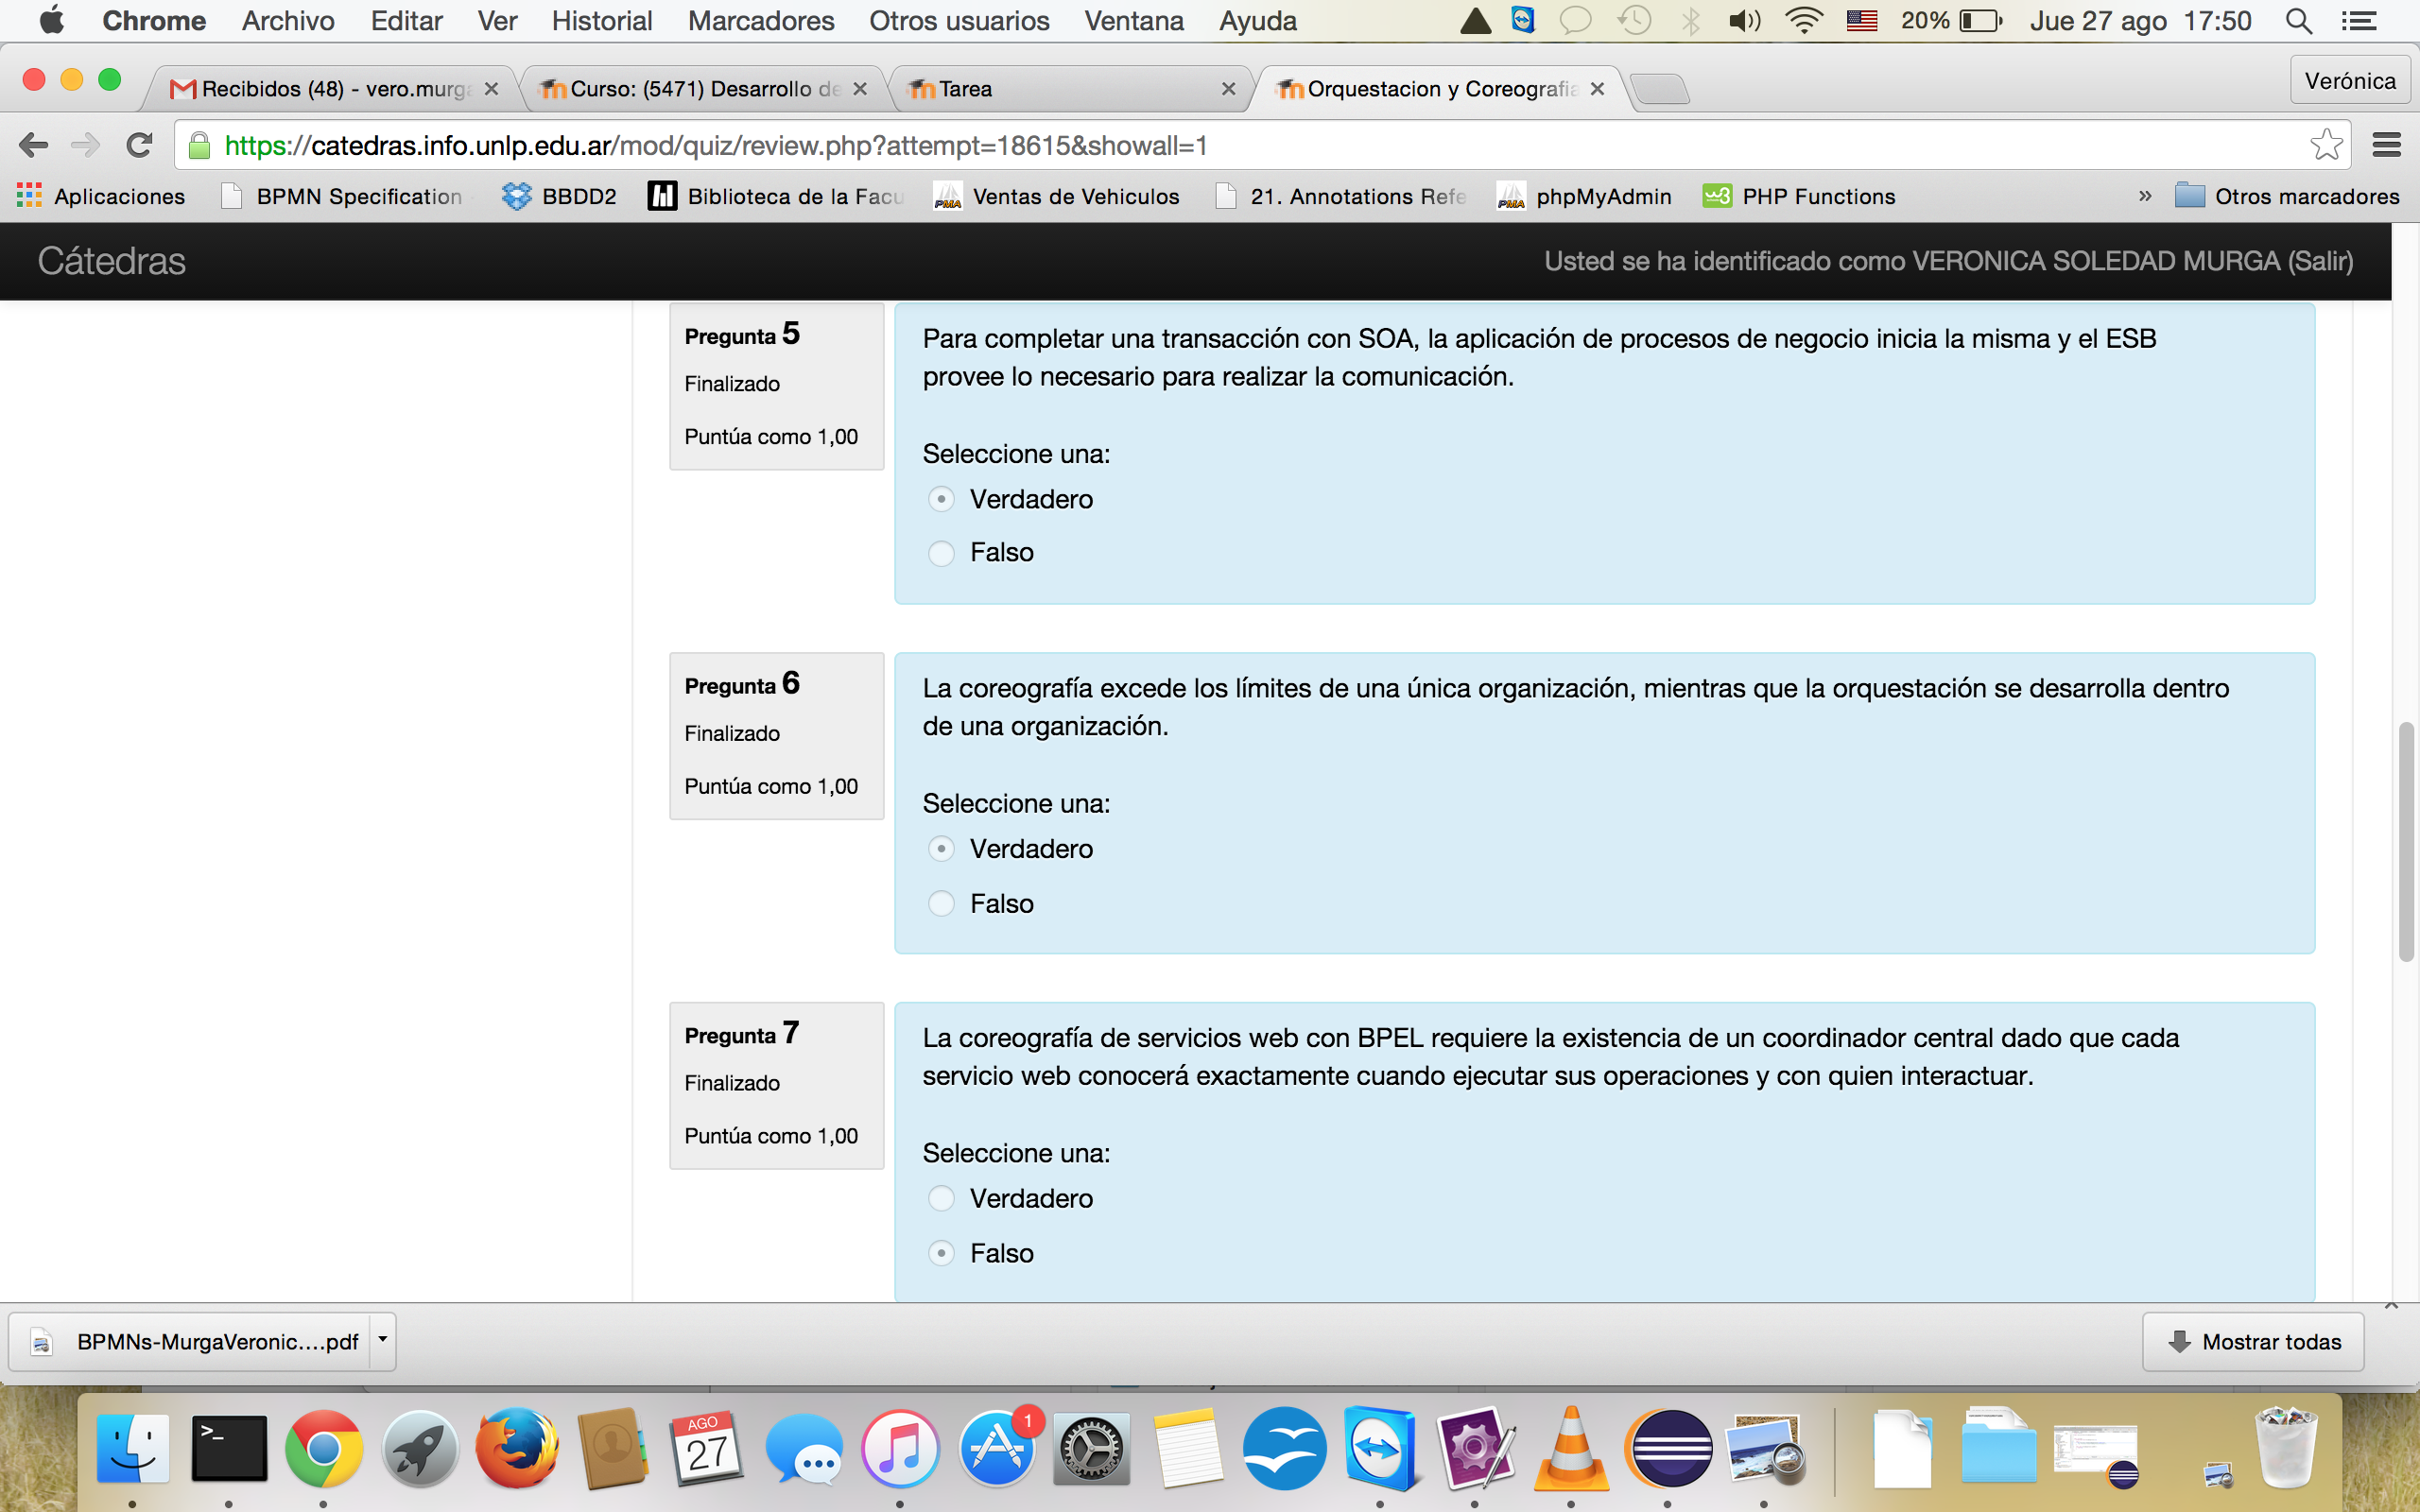 Chrome Archivo Editar Ver Historial Marcadores Otros usuarios Ventana Ayuda 20% Jue 27 ago 17:50
Recibidos (48) - vero.murga
Curso: (5471) Desarrollo de
Tarea
Orquestacion y Coreografia
Verónica
https://catedras.info.unlp.edu.ar/mod/quiz/review.php?attempt=18615&showall=1
Aplicaciones BPMN Specification BBDD2 Biblioteca de la Facu Ventas de Vehiculos 21. Annotations Refe phpMyAdmin PHP Functions » Otros marcadores
Cátedras
Usted se ha identificado como VERONICA SOLEDAD MURGA (Salir)
Pregunta 5
Finalizado
Puntúa como 1,00
Para completar una transacción con SOA, la aplicación de procesos de negocio inicia la misma y el ESB
provee lo necesario para realizar la comunicación.
Seleccione una:
Verdadero
Falso
Pregunta 6
Finalizado
Puntúa como 1,00
La coreografía excede los límites de una única organización, mientras que la orquestación se desarrolla dentro
de una organización.
Seleccione una:
Verdadero
Falso
Pregunta 7
Finalizado
Puntúa como 1,00
La coreografía de servicios web con BPEL requiere la existencia de un coordinador central dado que cada
servicio web conocerá exactamente cuando ejecutar sus operaciones y con quien interactuar.
Seleccione una:
Verdadero
Falso
BPMNs-MurgaVeronic....pdf
Mostrar todas
>_
AGO
27
1